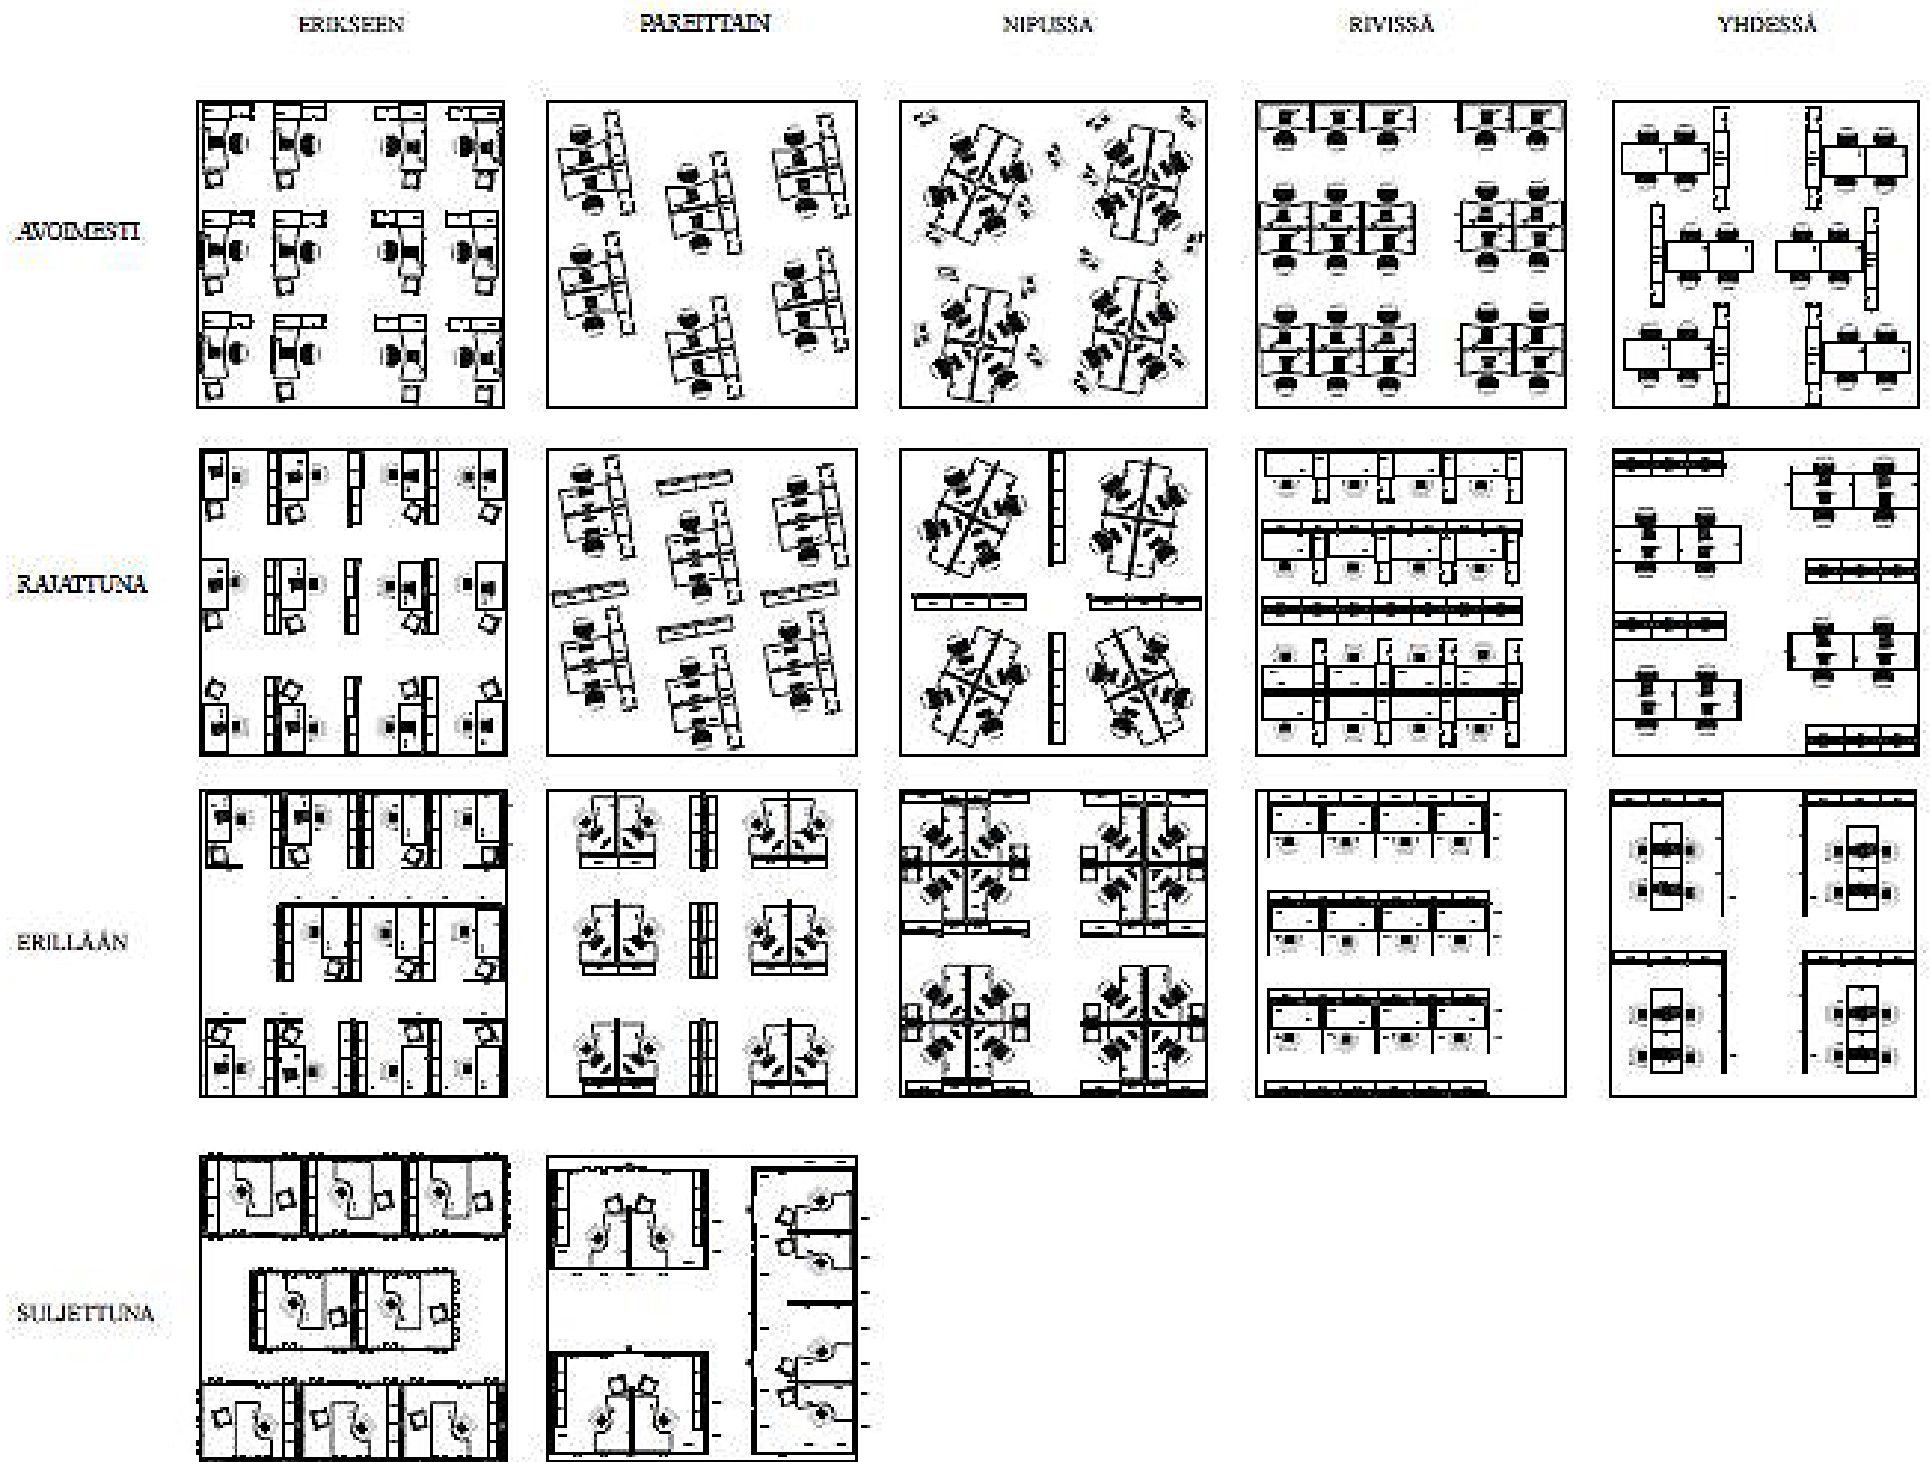 ERIKSEEN PAREITTAIN NIPUSSA RIVISSÄ YHDESSÄ
AVOIMESTI
RAJATTUNA
ERILLÄÄN
SULJETTUNA